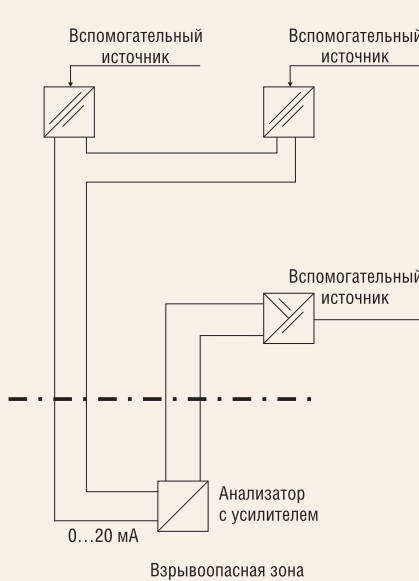 Вспомогательный
источник
Вспомогательный
источник
Вспомогательный
источник
Анализатор
с усилителем
0...20 мА
Взрывоопасная зона